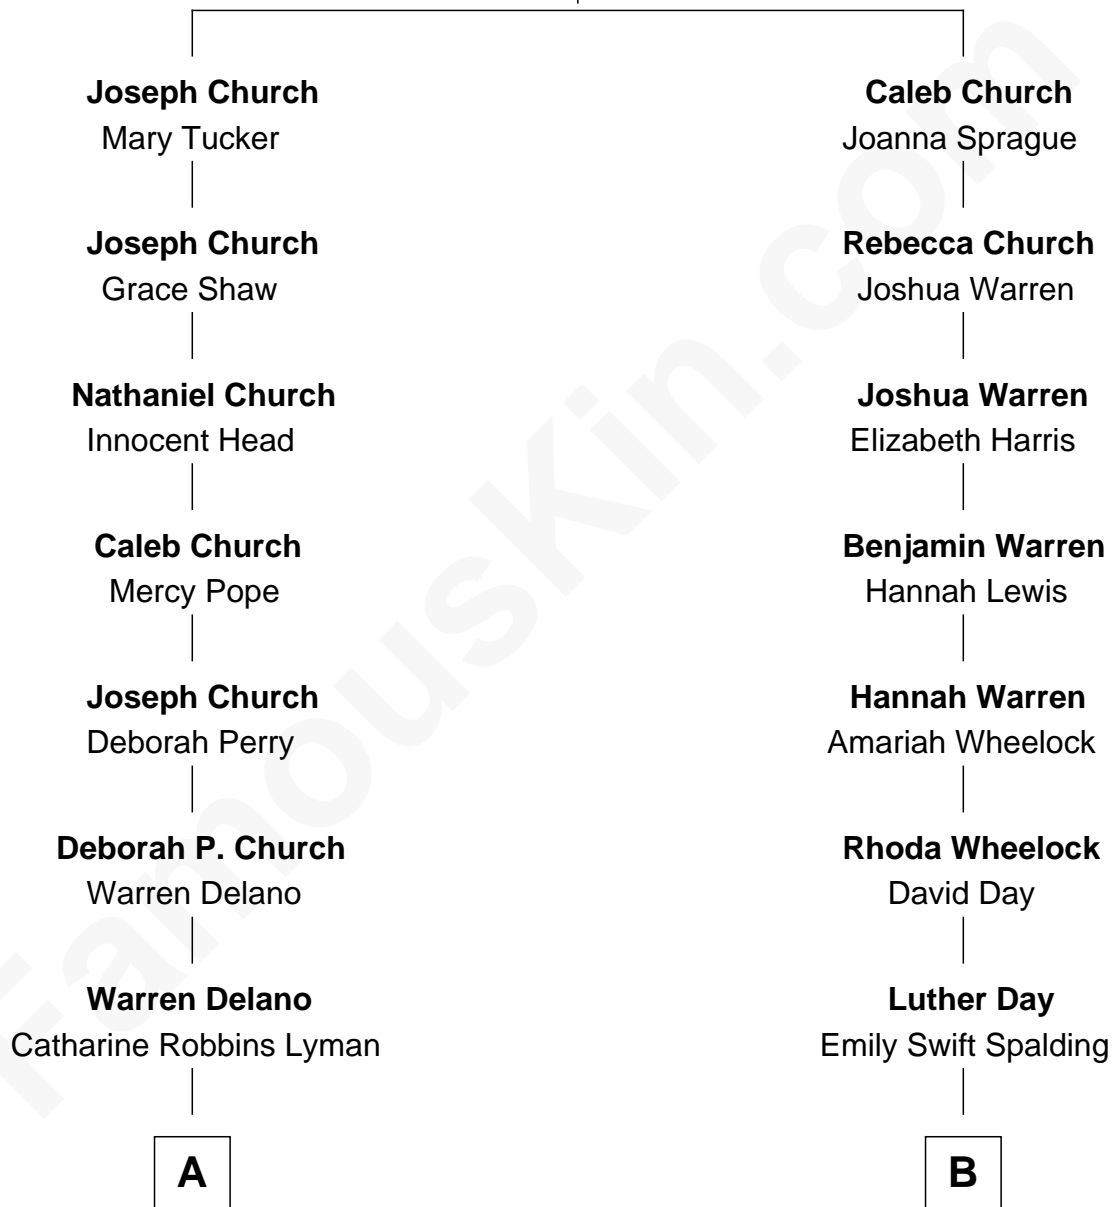 Joseph Church
Mary Tucker
Caleb Church
Joanna Sprague
Joseph Church
Grace Shaw
Rebecca Church
Joshua Warren
Nathaniel Church
Innocent Head
Joshua Warren
Elizabeth Harris
Caleb Church
Mercy Pope
Benjamin Warren
Hannah Lewis
Joseph Church
Deborah Perry
Hannah Warren
Amariah Wheelock
Deborah P. Church
Warren Delano
Rhoda Wheelock
David Day
Warren Delano
Catharine Robbins Lyman
Luther Day
Emily Swift Spalding
A
B
FamousKin.com